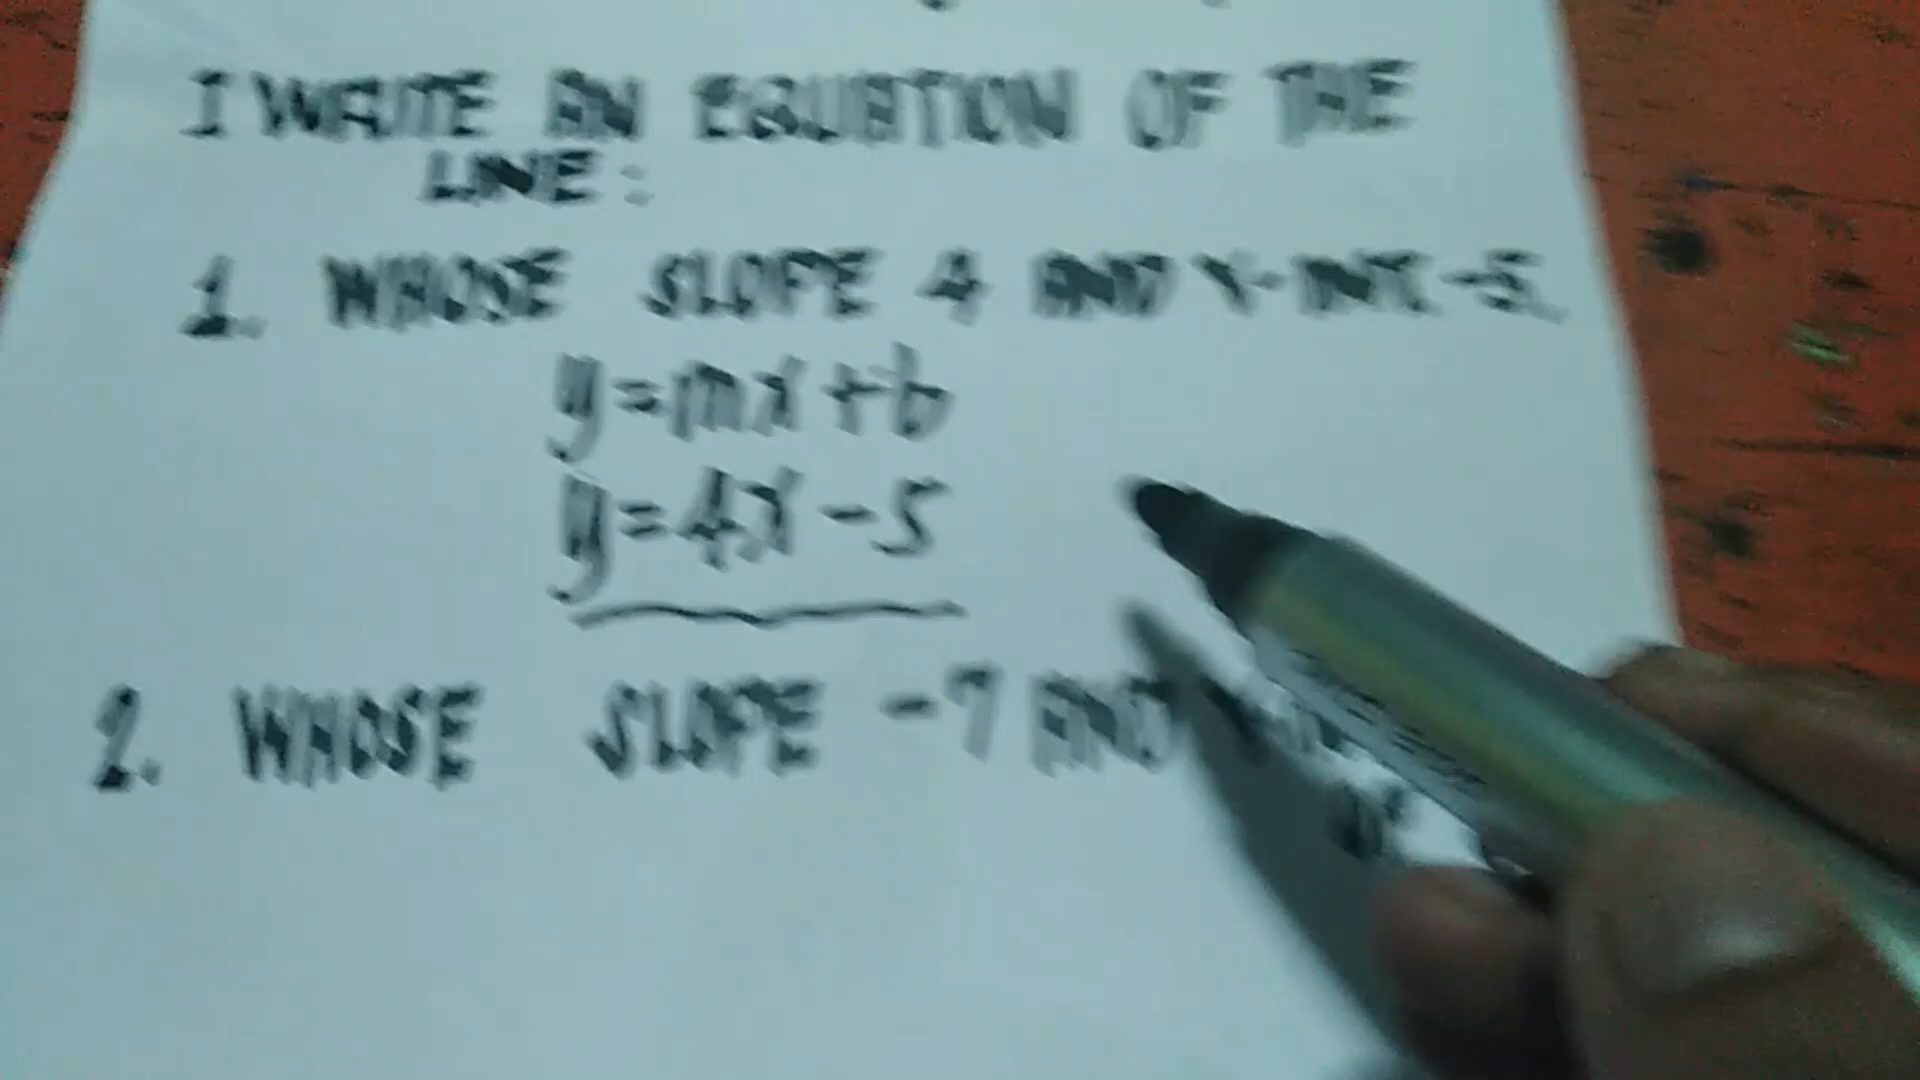 I WRITE AN EQUATION OF THE
LINE:
1. WHOSE SLOPE 4 AND Y-INT. -5.
y=mx+b
y=4x-5
2. WHOSE SLOPE -7 AND